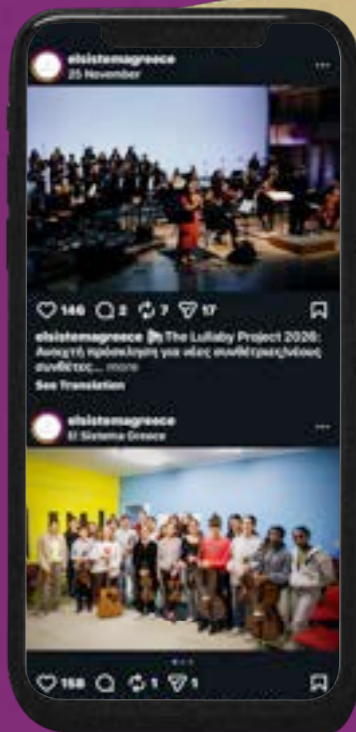 elsistemagreece
25 November
146 2 7 17
elsistemagreece The Lullaby Project 2026:
Ανοιχτή πρόσκληση για νέες συνθέτριες/νέους
συνθέτες... more
See Translation
elsistemagreece
El Sistema Greece
158 1 1